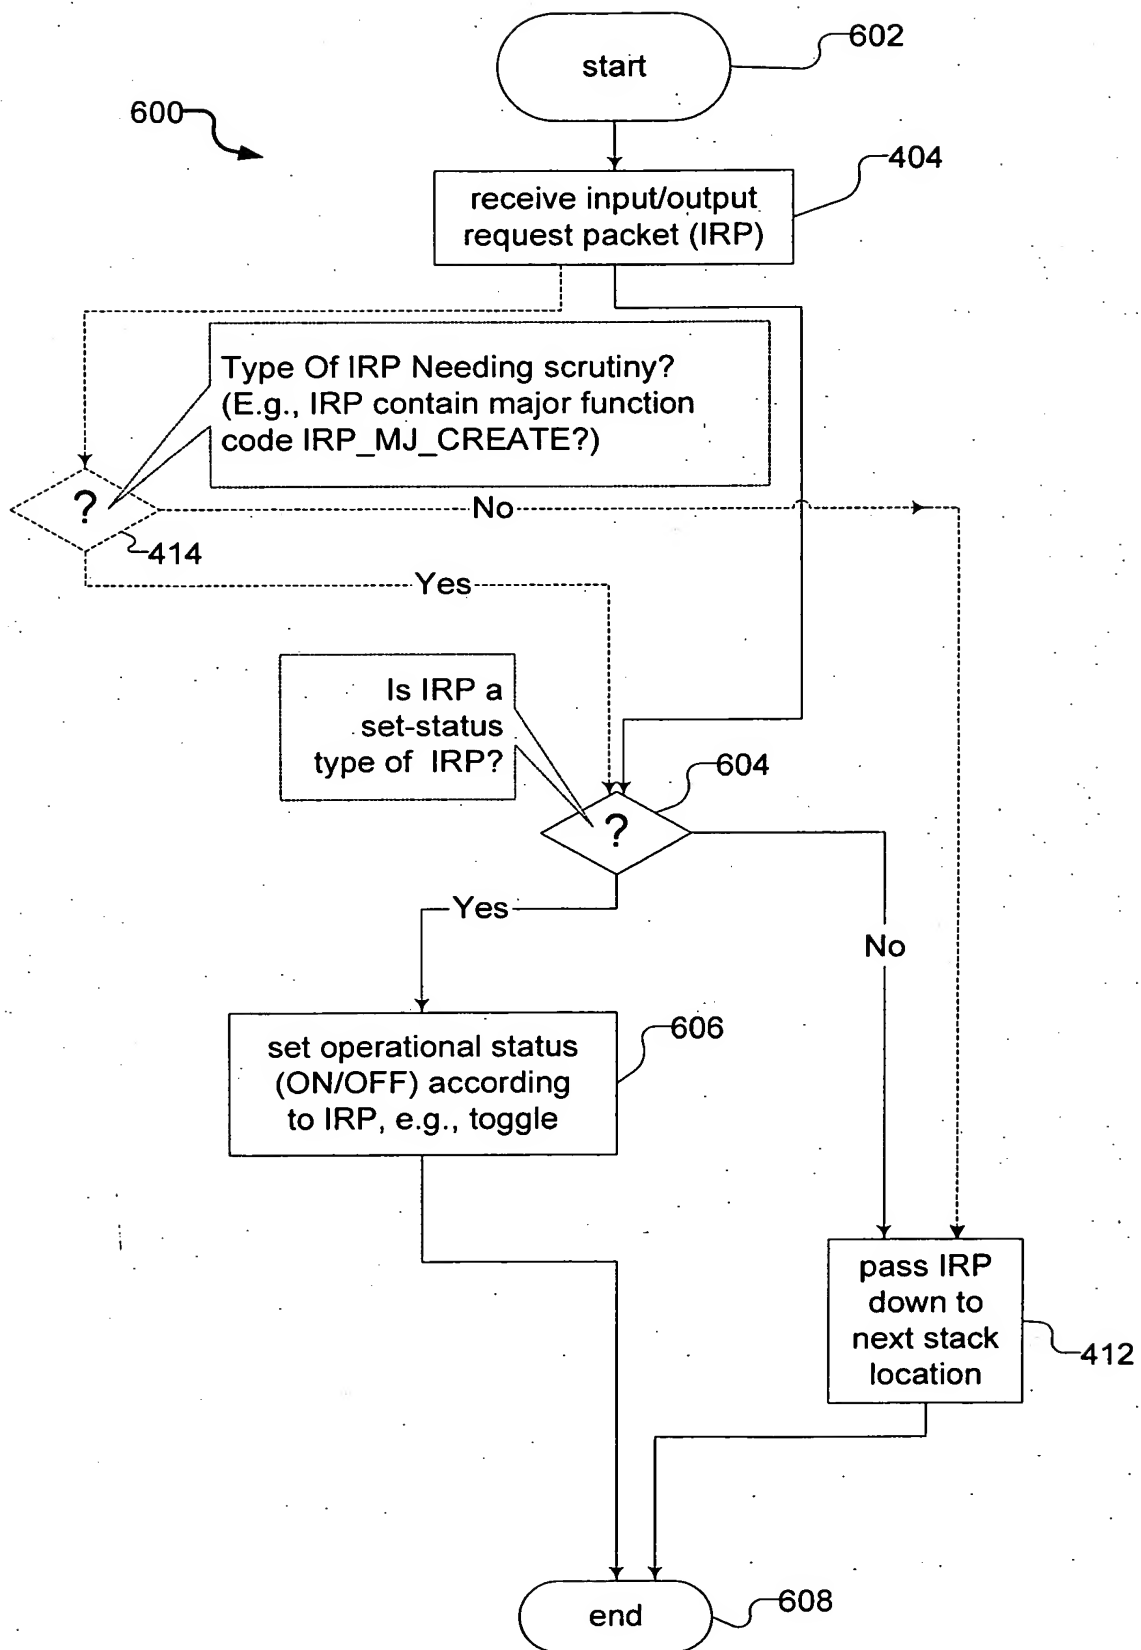 602
start
600
404
receive input/output
request packet (IRP)
Type Of IRP Needing scrutiny?
(E.g., IRP contain major function
code IRP_MJ_CREATE?)
?
No
414
Yes
Is IRP a
set-status
type of IRP?
604
?
Yes
No
606
set operational status
(ON/OFF) according
to IRP, e.g., toggle
pass IRP
down to
next stack
location
412
end
608